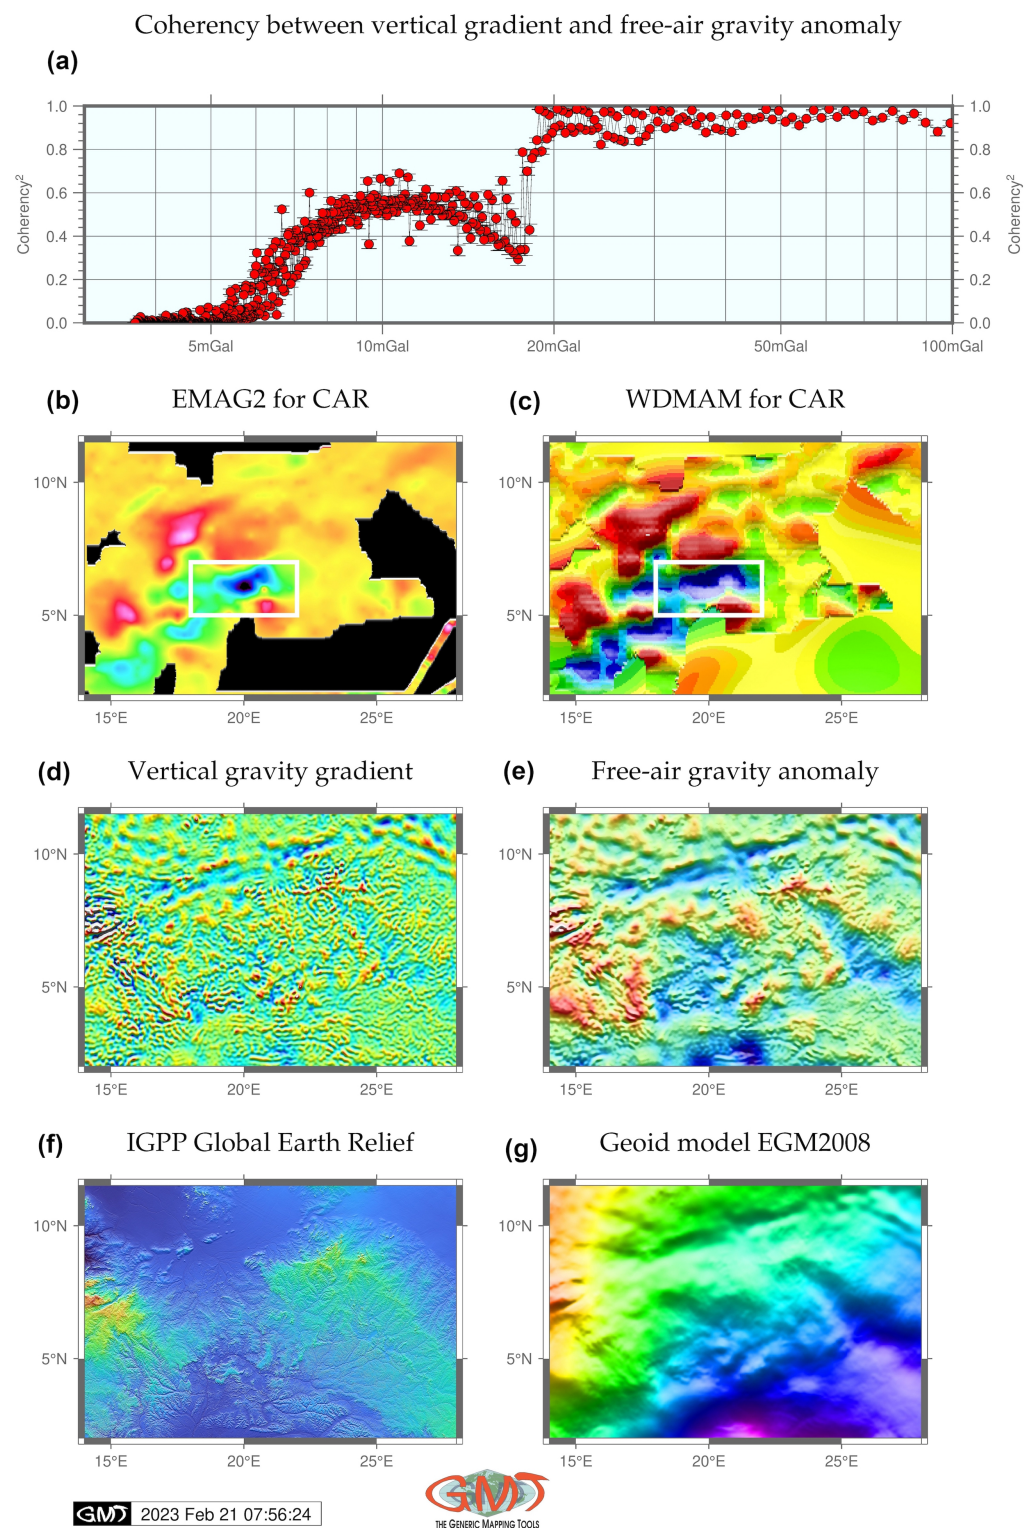 Coherency between vertical gradient and free-air gravity anomaly
(a)
1.0 1.0
0.8 0.8
0.6 0.6
0.4 0.4
0.2 0.2
0.0 0.0
Coherency²
Coherency²
5mGal 10mGal 20mGal 50mGal 100mGal
(b) EMAG2 for CAR
10°N
5°N
15°E 20°E 25°E
(c) WDMAM for CAR
10°N
5°N
15°E 20°E 25°E
(d) Vertical gravity gradient
10°N
5°N
15°E 20°E 25°E
(e) Free-air gravity anomaly
10°N
5°N
15°E 20°E 25°E
(f) IGPP Global Earth Relief
10°N
5°N
15°E 20°E 25°E
(g) Geoid model EGM2008
10°N
5°N
15°E 20°E 25°E
GMT 2023 Feb 21 07:56:24
GMT
THE GENERIC MAPPING TOOLS